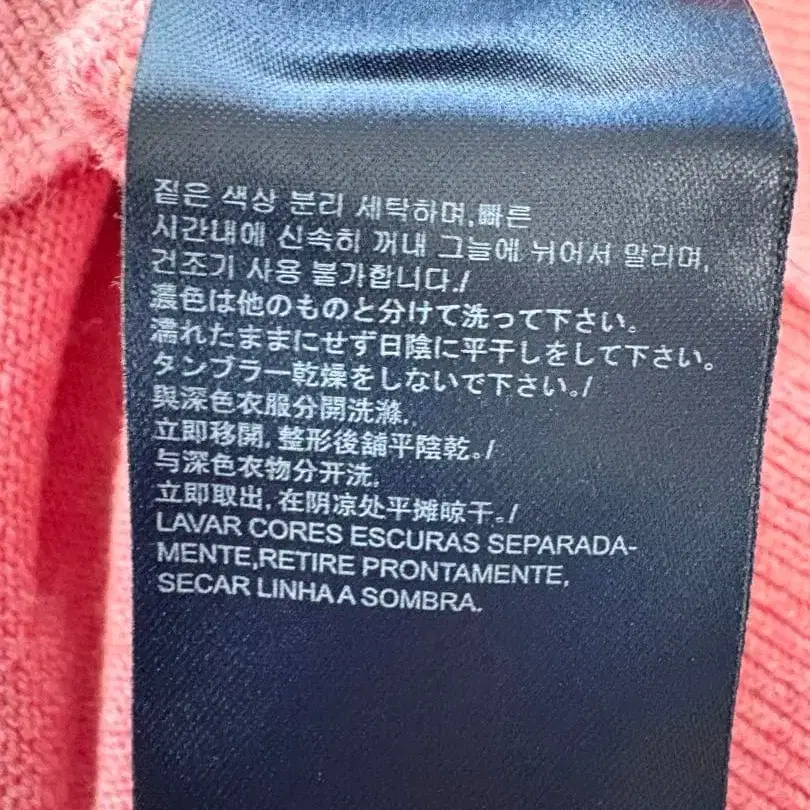 짙은 색상 분리 세탁하며,빠른
시간내에 신속히 꺼내 그늘에 뉘어서 말리며,
건조기 사용 불가합니다./
濃色は他のものと分けて洗って下さい。
濡れたままにせず日陰に平干しをして下さい。
タンブラー乾燥をしないで下さい。/
與深色衣服分開洗滌,
立即移開,整形後舖平陰乾。/
与深色衣物分开洗,
立即取出,在阴凉处平摊晾干。/
LAVAR CORES ESCURAS SEPARADA-
MENTE,RETIRE PRONTAMENTE,
SECAR LINHA A SOMBRA.